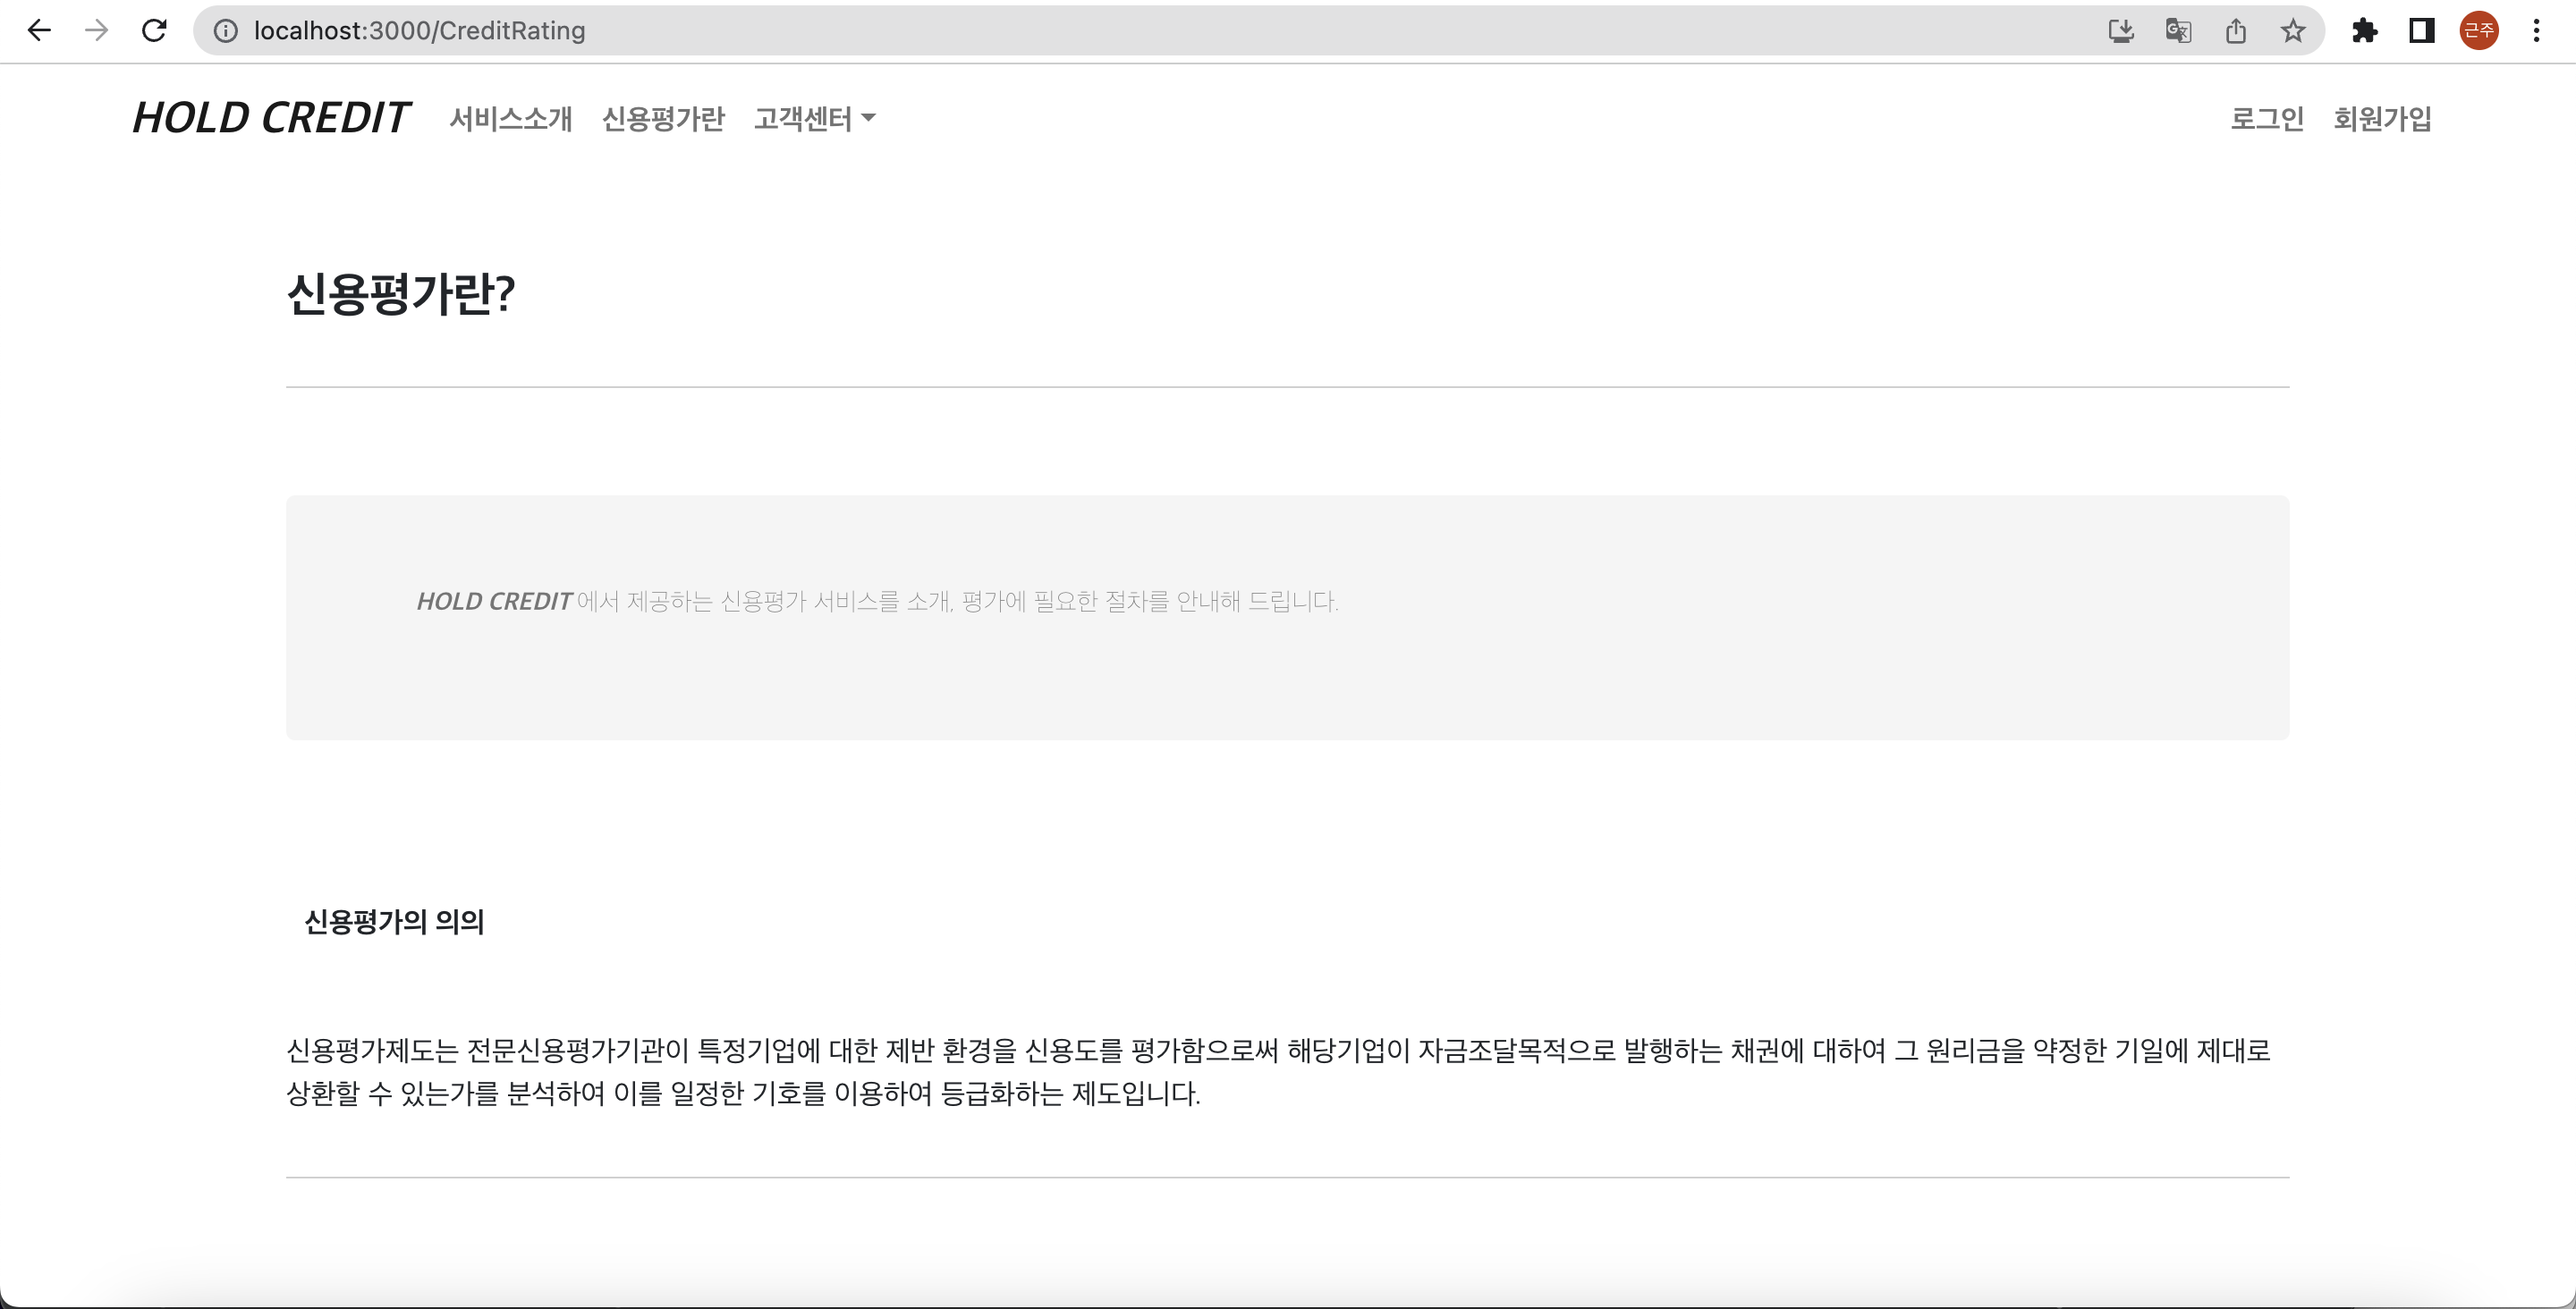 localhost:3000/CreditRating
근주
HOLD CREDIT 서비스소개 신용평가란 고객센터 로그인 회원가입
신용평가란?
HOLD CREDIT 에서 제공하는 신용평가 서비스를 소개, 평가에 필요한 절차를 안내해 드립니다.
신용평가의 의의
신용평가제도는 전문신용평가기관이 특정기업에 대한 제반 환경을 신용도를 평가함으로써 해당기업이 자금조달목적으로 발행하는 채권에 대하여 그 원리금을 약정한 기일에 제대로
상환할 수 있는가를 분석하여 이를 일정한 기호를 이용하여 등급화하는 제도입니다.